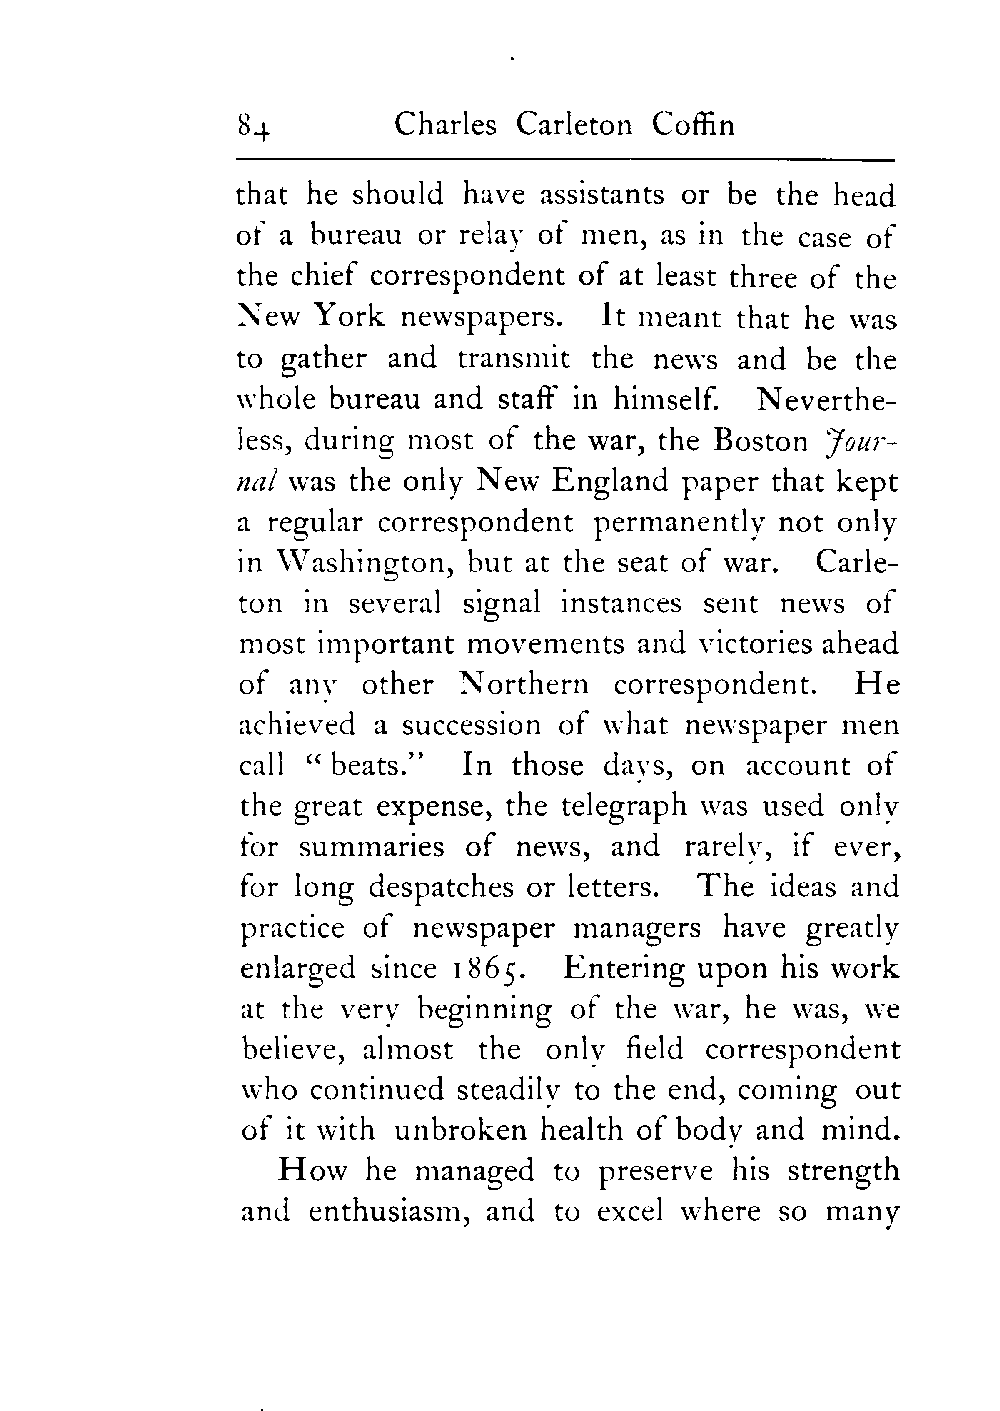 84 Charles Carleton Coffin
that he should have assistants or be the head
of a bureau or relay of men, as in the case of
the chief correspondent of at least three of the
New York newspapers. It meant that he was
to gather and transmit the news and be the
whole bureau and staff in himself. Neverthe-
less, during most of the war, the Boston Jour-
nal was the only New England paper that kept
a regular correspondent permanently not only
in Washington, but at the seat of war. Carle-
ton in several signal instances sent news of
most important movements and victories ahead
of any other Northern correspondent. He
achieved a succession of what newspaper men
call “ beats.” In those days, on account of
the great expense, the telegraph was used only
for summaries of news, and rarely, if ever,
for long despatches or letters. The ideas and
practice of newspaper managers have greatly
enlarged since 1865. Entering upon his work
at the very beginning of the war, he was, we
believe, almost the only field correspondent
who continued steadily to the end, coming out
of it with unbroken health of body and mind.
How he managed to preserve his strength
and enthusiasm, and to excel where so many